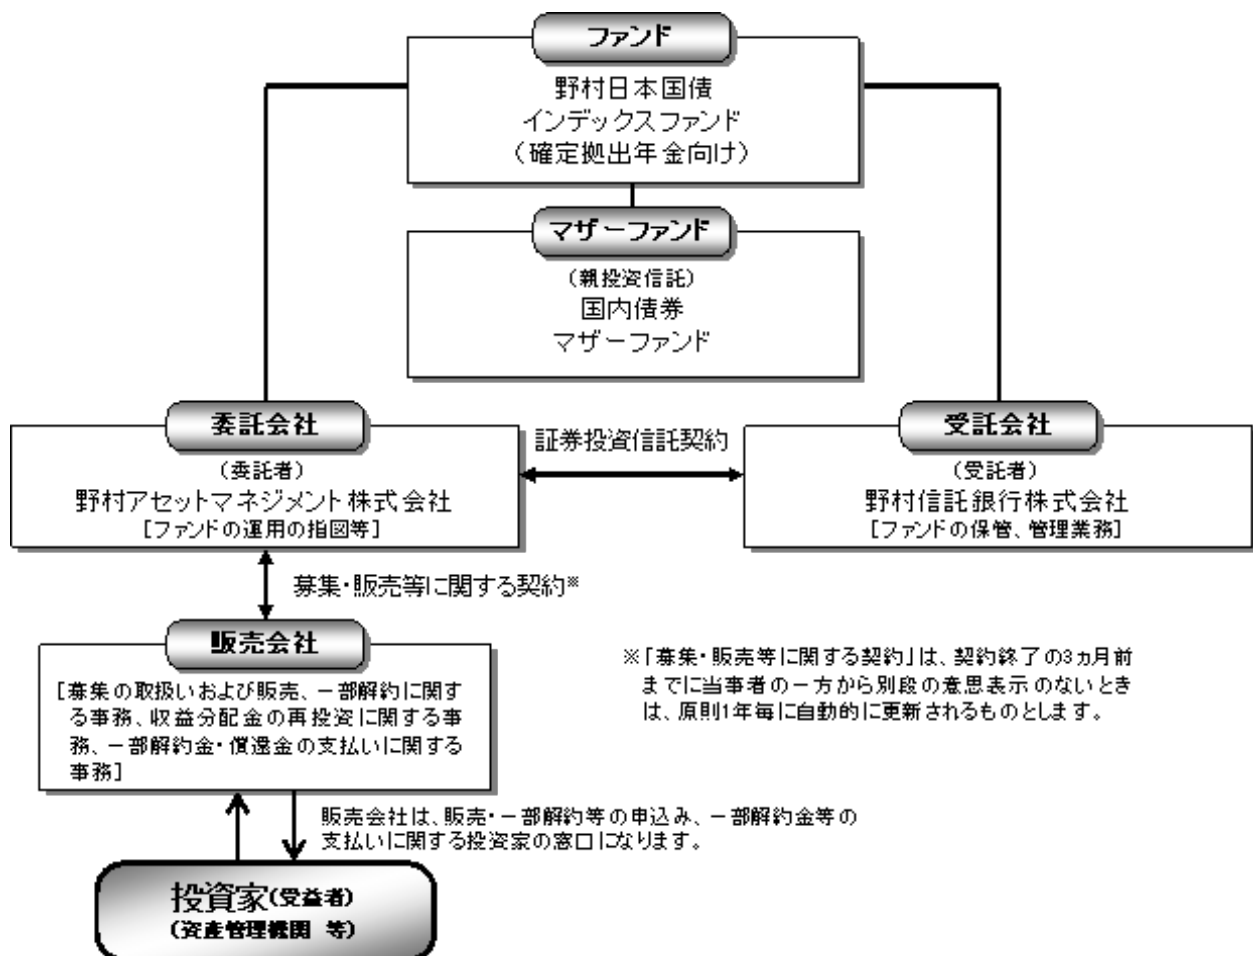 ファンド
野村日本国債
インデックスファンド
（確定拠出年金向け）
マザーファンド
（親投資信託）
国内債券
マザーファンド
委託会社
（委託者）
野村アセットマネジメント株式会社
［ファンドの運用の指図等］
証券投資信託契約
受託会社
（受託者）
野村信託銀行株式会社
［ファンドの保管、管理業務］
募集・販売等に関する契約※
販売会社
［募集の取扱いおよび販売、一部解約に関す
る事務、収益分配金の再投資に関する事
務、一部解約金・償還金の支払いに関する
事務］
※「募集・販売等に関する契約」は、契約終了の3ヵ月前
までに当事者の一方から別段の意思表示のないとき
は、原則1年毎に自動的に更新されるものとします。
販売会社は、販売・一部解約等の申込み、一部解約金等の
支払いに関する投資家の窓口になります。
投資家（受益者）
（資産管理機関 等）